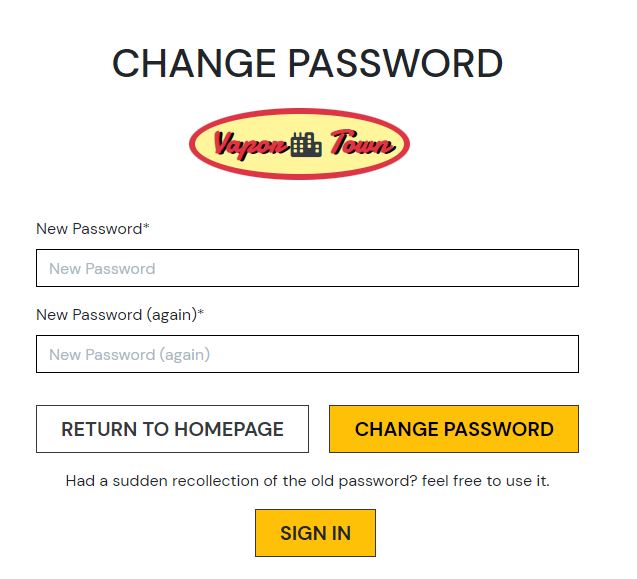 CHANGE PASSWORD
Vapor Town
New Password*
New Password
New Password (again)*
New Password (again)
RETURN TO HOMEPAGE CHANGE PASSWORD
Had a sudden recollection of the old password? feel free to use it.
SIGN IN